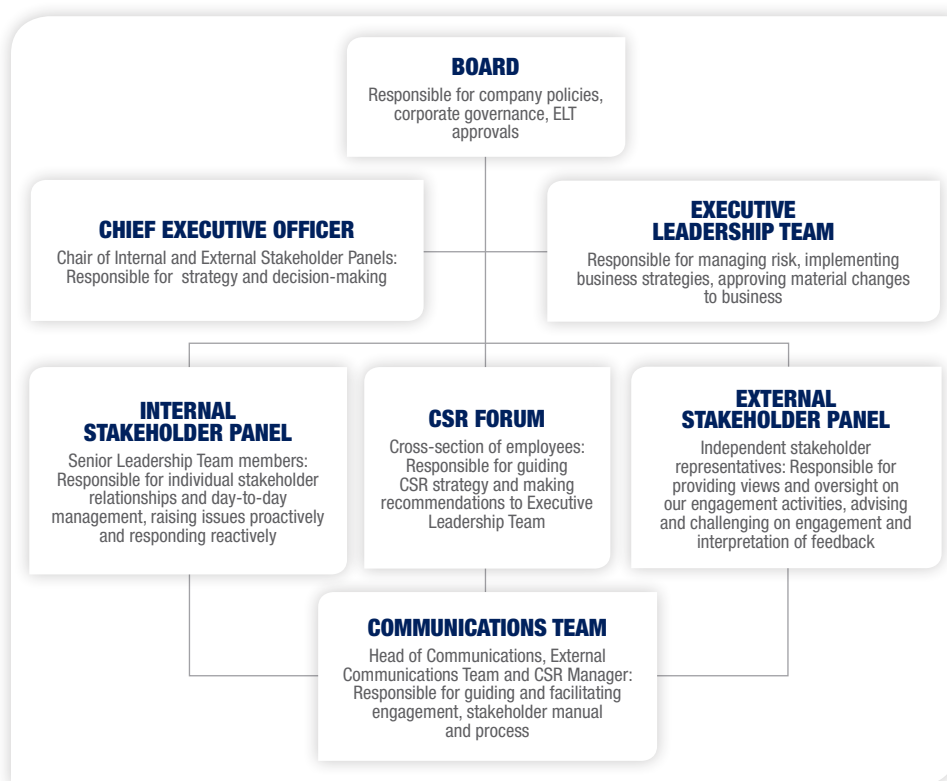 BOARD
Responsible for company policies,
corporate governance, ELT
approvals
CHIEF EXECUTIVE OFFICER
Chair of Internal and External Stakeholder Panels:
Responsible for  strategy and decision-making
EXECUTIVE
LEADERSHIP TEAM
Responsible for managing risk, implementing
business strategies, approving material changes
to business
INTERNAL
STAKEHOLDER PANEL
Senior Leadership Team members:
Responsible for individual stakeholder
relationships and day-to-day
management, raising issues proactively
and responding reactively
CSR FORUM
Cross-section of employees:
Responsible for guiding
CSR strategy and making
recommendations to Executive
Leadership Team
EXTERNAL
STAKEHOLDER PANEL
Independent stakeholder
representatives: Responsible for
providing views and oversight on
our engagement activities, advising
and challenging on engagement and
interpretation of feedback
COMMUNICATIONS TEAM
Head of Communications, External
Communications Team and CSR Manager:
Responsible for guiding and facilitating
engagement, stakeholder manual
and process